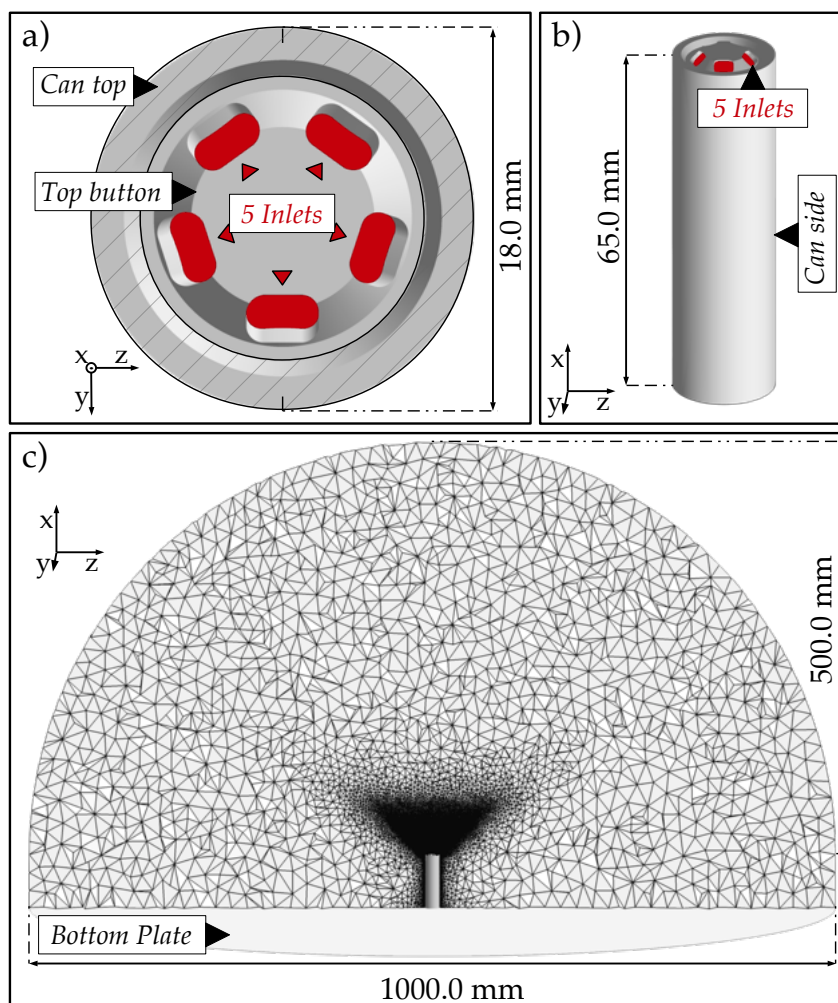 a)
Can top
Top button
5 Inlets
18.0 mm
x
z
y
b)
5 Inlets
65.0 mm
Can side
x
y
z
c)
x
y
z
500.0 mm
Bottom Plate
1000.0 mm